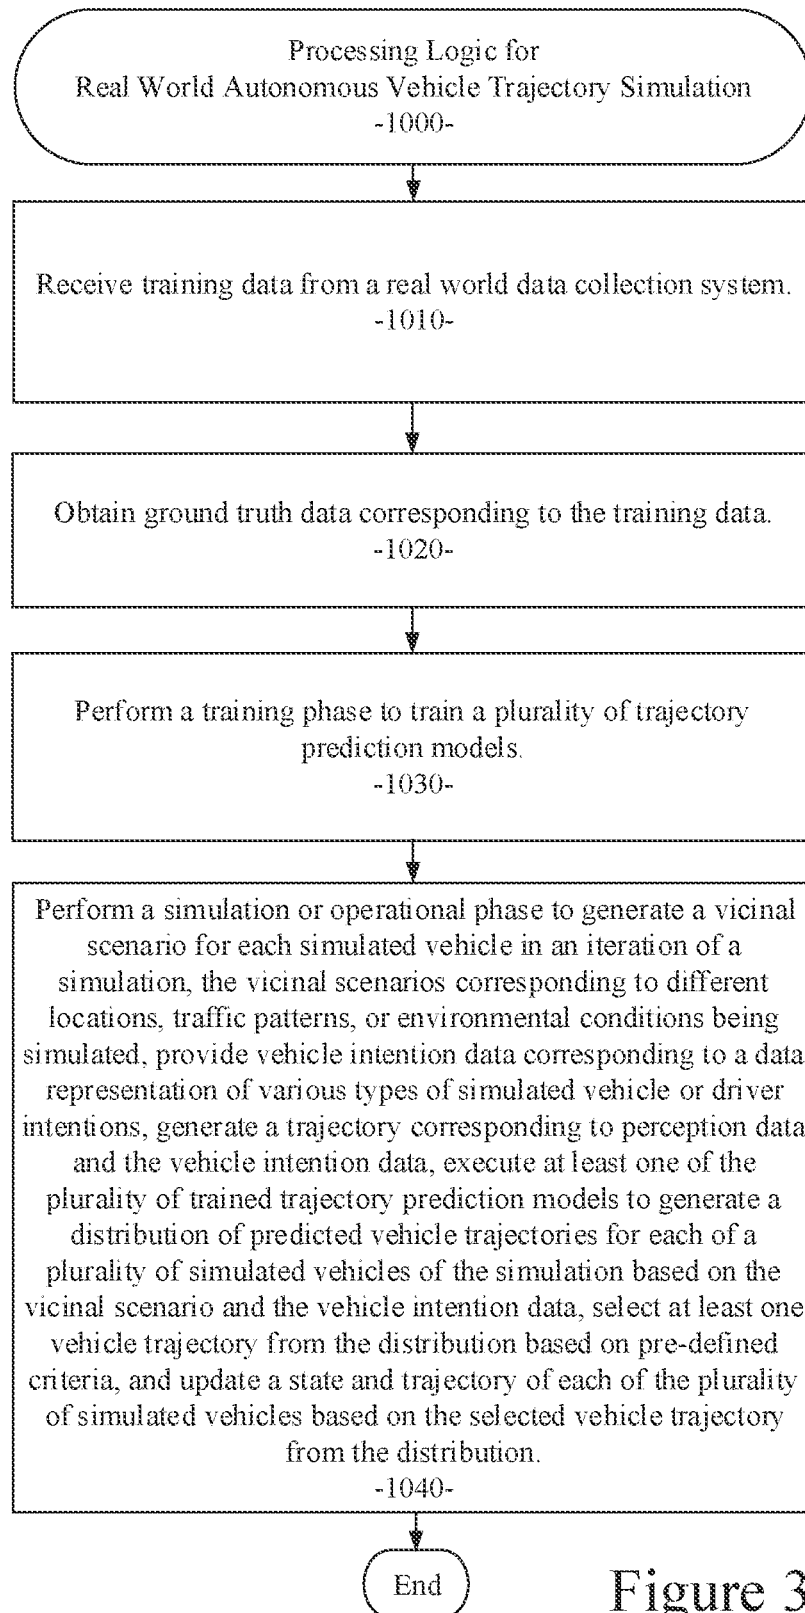 Processing Logic for
Real World Autonomous Vehicle Trajectory Simulation
-1000-
Receive training data from a real world data collection system.
-1010-
Obtain ground truth data corresponding to the training data.
-1020-
Perform a training phase to train a plurality of trajectory
prediction models.
-1030-
Perform a simulation or operational phase to generate a vicinal
scenario for each simulated vehicle in an iteration of a
simulation, the vicinal scenarios corresponding to different
locations, traffic patterns, or environmental conditions being
simulated, provide vehicle intention data corresponding to a data
representation of various types of simulated vehicle or driver
intentions, generate a trajectory corresponding to perception data
and the vehicle intention data, execute at least one of the
plurality of trained trajectory prediction models to generate a
distribution of predicted vehicle trajectories for each of a
plurality of simulated vehicles of the simulation based on the
vicinal scenario and the vehicle intention data, select at least one
vehicle trajectory from the distribution based on pre-defined
criteria, and update a state and trajectory of each of the plurality
of simulated vehicles based on the selected vehicle trajectory
from the distribution.
-1040-
End
Figure 3